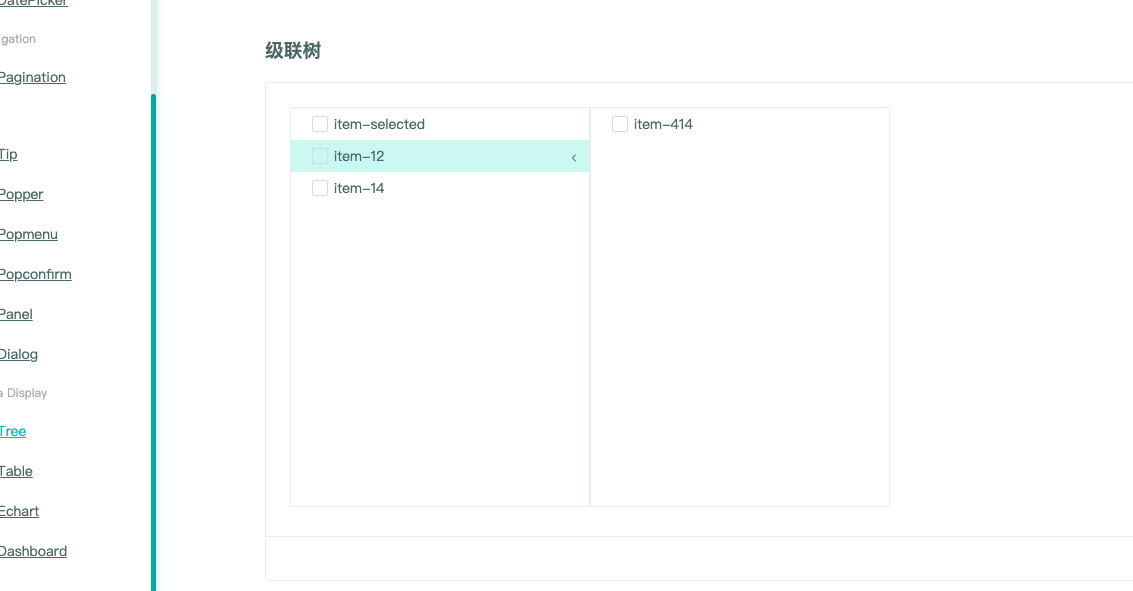 DatePicker
igation
Pagination
Tip
Popper
Popmenu
Popconfirm
Panel
Dialog
a Display
Tree
Table
Echart
Dashboard
级联树
item-selected
item-12
item-14
item-414